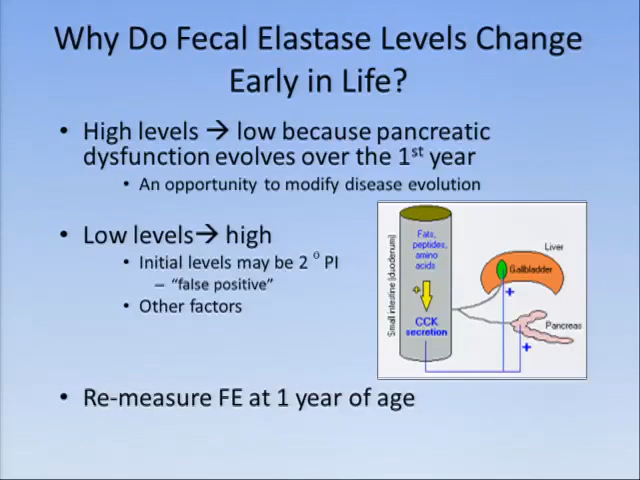 Why Do Fecal Elastase Levels Change
Early in Life?
• High levels → low because pancreatic
dysfunction evolves over the 1st year
• An opportunity to modify disease evolution
• Low levels→ high
• Initial levels may be 2 ° PI
– “false positive”
• Other factors
Small intestine (duodenum)
Fats,
peptides,
amino
acids
+
CCK
secretion
Liver
Gallbladder
+
Pancreas
+
• Re-measure FE at 1 year of age